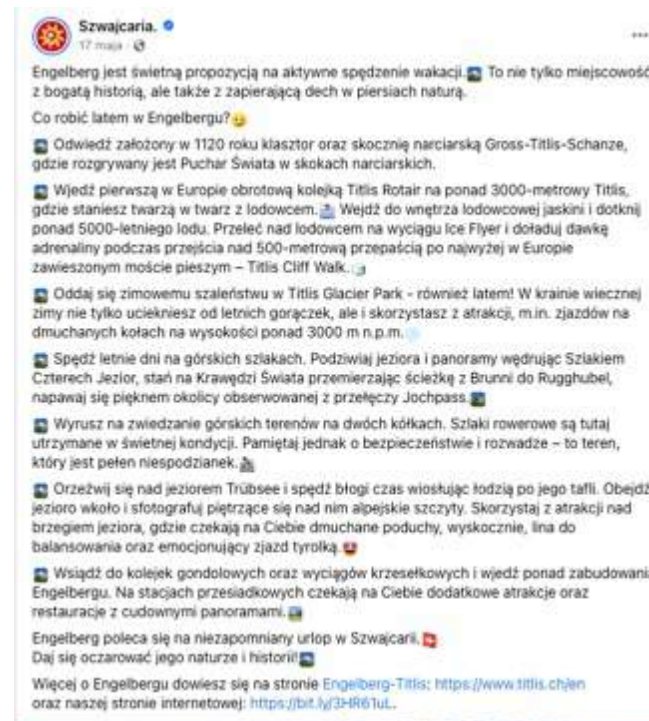 Szwajcaria.
17 maja
Engelberg jest świetną propozycją na aktywne spędzenie wakacji. To nie tylko miejscowość
z bogatą historią, ale także z zapierającą dech w piersiach naturą.
Co robić latem w Engelbergu?
Odwiedź założony w 1120 roku klasztor oraz skocznię narciarską Gross-Titlis-Schanze,
gdzie rozgrywany jest Puchar Świata w skokach narciarskich.
Wjedź pierwszą w Europie obrotową kolejką Titlis Rotair na ponad 3000-metrowy Titlis,
gdzie staniesz twarzą w twarz z lodowcem. Wejdź do wnętrza lodowcowej jaskini i dotknij
ponad 5000-letniego lodu. Przeleć nad lodowcem na wyciągu Ice Flyer i doładuj dawkę
adrenaliny podczas przejścia nad 500-metrową przepaścią po najwyżej w Europie
zawieszonym moście pieszym – Titlis Cliff Walk.
Oddaj się zimowemu szaleństwu w Titlis Glacier Park - również latem! W krainie wiecznej
zimy nie tylko uciekniesz od letnich gorączek, ale i skorzystasz z atrakcji, m.in. zjazdów na
dmuchanych kołach na wysokości ponad 3000 m n.p.m.
Spędź letnie dni na górskich szlakach. Podziwiaj jeziora i panoramy wędrując Szlakiem
Czterech Jezior, stań na Krawędzi Świata przemierzając ścieżkę z Brunni do Rugghubel,
napawaj się pięknem okolicy obserwowanej z przełęczy Jochpass.
Wyrusz na zwiedzanie górskich terenów na dwóch kółkach. Szlaki rowerowe są tutaj
utrzymane w świetnej kondycji. Pamiętaj jednak o bezpieczeństwie i rozwadze – to teren,
który jest pełen niespodzianek.
Orzeźwij się nad jeziorem Trübsee i spędź błogi czas wiosłując łodzią po jego tafli. Obejdź
jezioro wkoło i sfotografuj piętrzące się nad nim alpejskie szczyty. Skorzystaj z atrakcji nad
brzegiem jeziora, gdzie czekają na Ciebie dmuchane poduchy, wyskocznie, lina do
balansowania oraz emocjonujący zjazd tyrolką.
Wsiądź do kolejek gondolowych oraz wyciągów krzesełkowych i wjedź ponad zabudowani
Engelbergu. Na stacjach przesiadkowych czekają na Ciebie dodatkowe atrakcje oraz
restauracje z cudownymi panoramami.
Engelberg poleca się na niezapomniany urlop w Szwajcarii.
Daj się oczarować jego naturze i historii!
Więcej o Engelbergu dowiesz się na stronie Engelberg-Titlis: https://www.titlis.ch/en
oraz naszej stronie internetowej: https://bit.ly/3HR61uL.